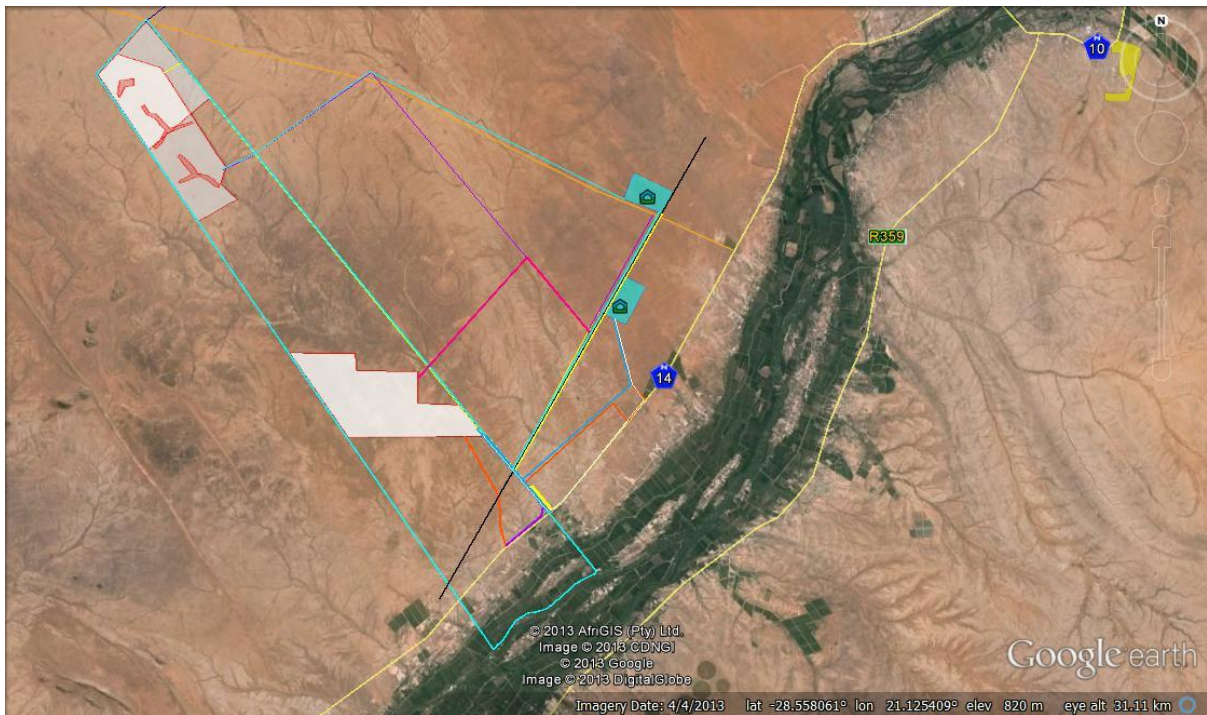 N
N
10
R359
N
14
© 2013 AfriGIS (Pty) Ltd.
Image © 2013 CDNGI
© 2013 Google
Image © 2013 DigitalGlobe
Google earth
Imagery Date: 4/4/2013 lat -28.558061° lon 21.125409° elev 820 m eye alt 31.11 km